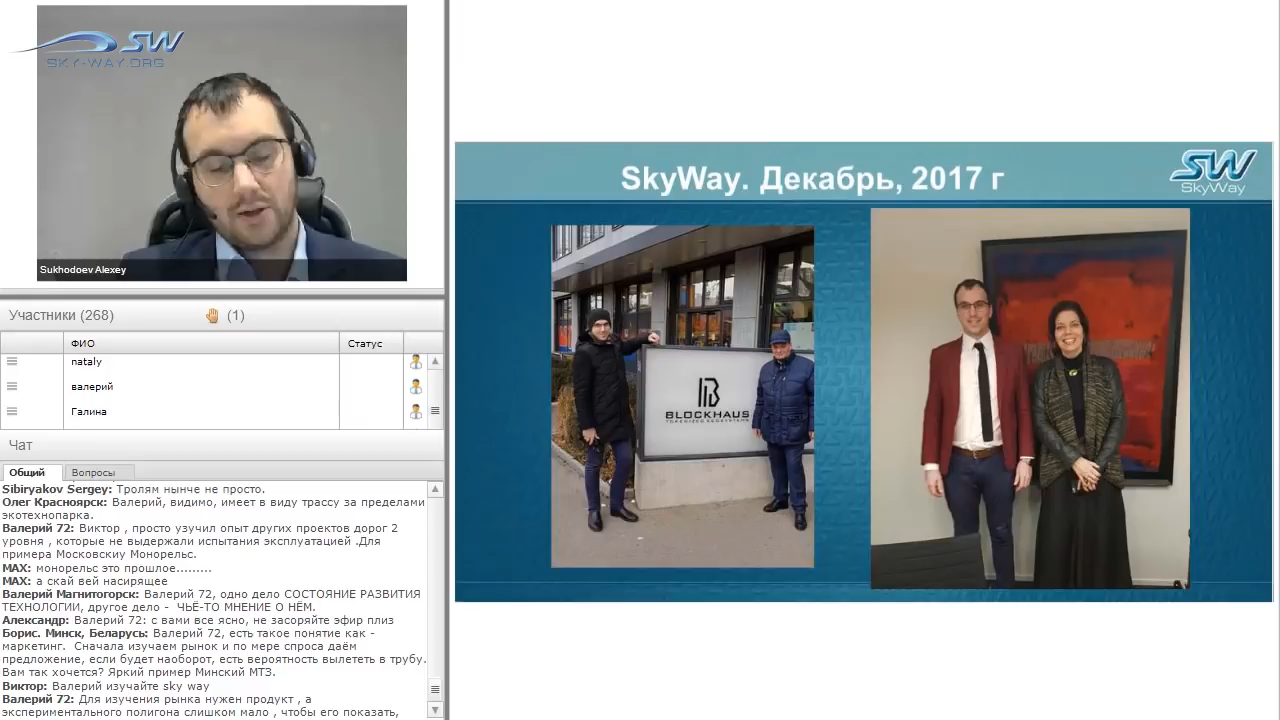 SW
SKY-WAY.ORG
Sukhodoev Alexey
Участники (268)
(1)
ФИО
Статус
nataly
валерий
Галина
Чат
Общий
Вопросы
Sibiryakov Sergey: Тролям нынче не просто.
Олег Красноярск: Валерий, видимо, имеет в виду трассу за пределами
экотехнопарка.
Валерий 72: Виктор , просто узучил опыт других проектов дорог 2
уровня , которые не выдержали испытания эксплуатацией .Для
примера Московскиу Монорельс.
MAX: монорельс это прошлое.........
MAX: а скай вей насирящее
Валерий Магнитогорск: Валерий 72, одно дело СОСТОЯНИЕ РАЗВИТИЯ
ТЕХНОЛОГИИ, другое дело - ЧЬЁ-ТО МНЕНИЕ О НЁМ.
Александр: Валерий 72: с вами все ясно, не засоряйте эфир плиз
Борис. Минск, Беларусь: Валерий 72, есть такое понятие как -
маркетинг. Сначала изучаем рынок и по мере спроса даём
предложение, если будет наоборот, есть вероятность вылететь в трубу.
Вам так хочется? Яркий пример Минский МТЗ.
Виктор: Валерий изучайте sky way
Валерий 72: Для изучения рынка нужен продукт , а
экспериментального полигона слишком мало , чтобы его показать,
SkyWay. Декабрь, 2017 г
SW
SkyWay
BLOCKHAUS